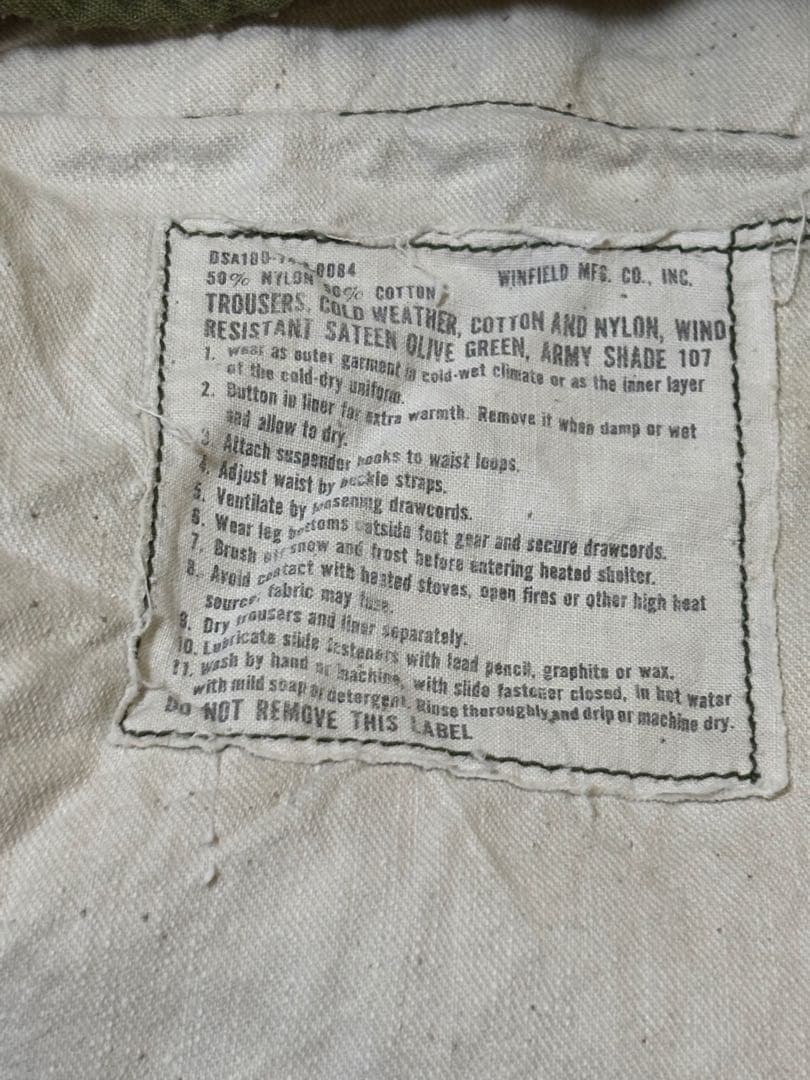 DSA100- -0084
WINFIELD MFG. CO., INC.
50% NYLON 50% COTTON
TROUSERS, COLD WEATHER, COTTON AND NYLON, WIND
RESISTANT SATEEN OLIVE GREEN, ARMY SHADE 107
1. Wear as outer garment in cold-wet climate or as the inner layer
of the cold-dry uniform.
2. Button in liner for extra warmth. Remove it when damp or wet
and allow to dry.
3. Attach suspender hooks to waist loops.
4. Adjust waist by buckle straps.
5. Ventilate by loosening drawcords.
6. Wear leg bottoms outside foot gear and secure drawcords.
7. Brush off snow and frost before entering heated shelter.
8. Avoid contact with heated stoves, open fires or other high heat
source, fabric may fuse.
9. Dry trousers and liner separately.
10. Lubricate slide fasteners with lead pencil, graphite or wax.
11. Wash by hand or machine, with slide fastener closed, in hot water
with mild soap or detergent. Rinse thoroughly and drip or machine dry.
DO NOT REMOVE THIS LABEL